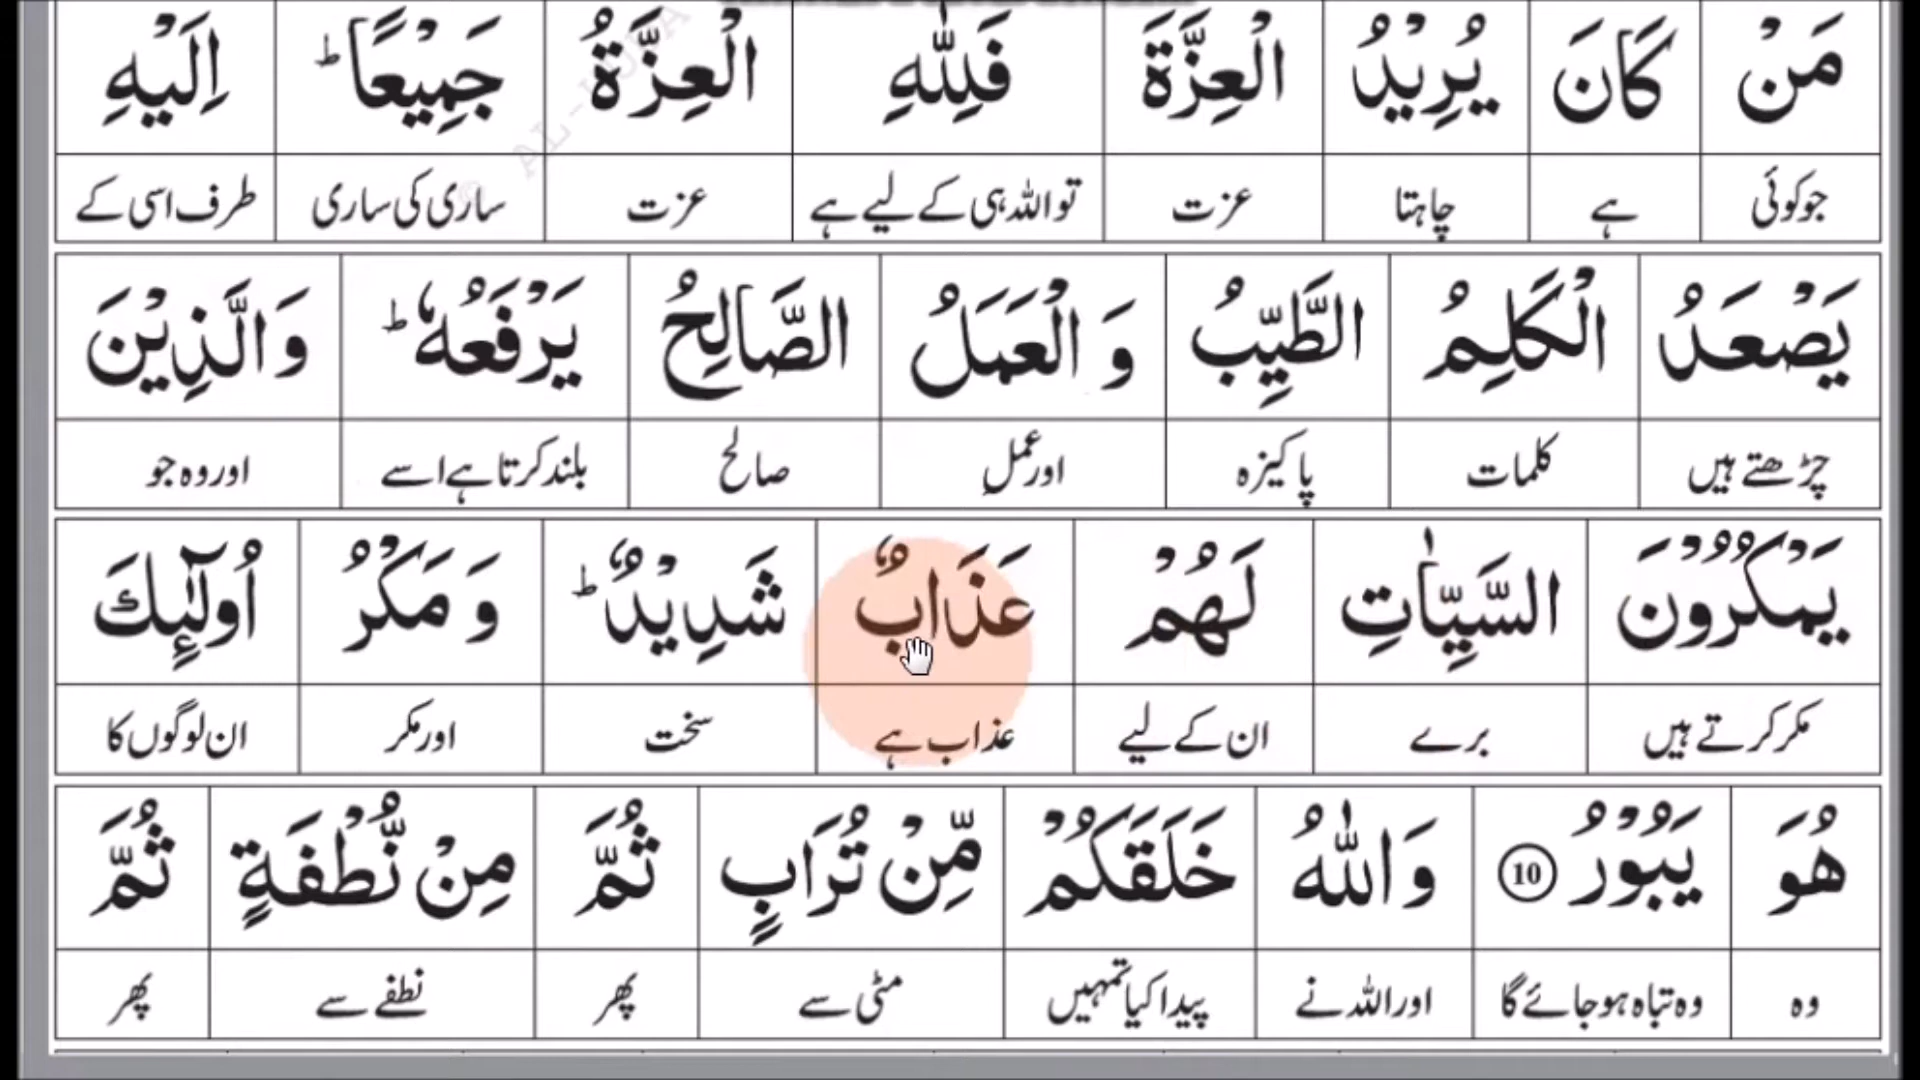 مَنْ كَانَ يُرِيْدُ الْعِزَّةَ فَلِلّٰهِ الْعِزَّةُ جَمِيْعًا ؕ اِلَيْهِ
جو کوئی ہے چاہتا عزت تو اللہ ہی کے لیے ہے عزت ساری کی ساری طرف اسی کے
يَصْعَدُ الْكَلِمُ الطَّيِّبُ وَ الْعَمَلُ الصَّالِحُ يَرْفَعُهٗ ؕ وَ الَّذِيْنَ
چڑھتے ہیں کلمات پاکیزہ اور عملِ صالح بلند کرتا ہے اسے اور وہ جو
يَمْكُرُوْنَ السَّيِّاٰتِ لَهُمْ عَذَابٌ شَدِيْدٌ ؕ وَ مَكْرُ اُولٰٓئِكَ
مکر کرتے ہیں برے ان کے لیے عذاب ہے سخت اور مکر ان لوگوں کا
هُوَ يَبُوْرُ 10 وَ اللّٰهُ خَلَقَكُمْ مِّنْ تُرَابٍ ثُمَّ مِنْ نُّطْفَةٍ ثُمَّ
وہ وہ تباہ ہو جائے گا اور اللہ نے پیدا کیا تمہیں مٹی سے پھر نطفے سے پھر